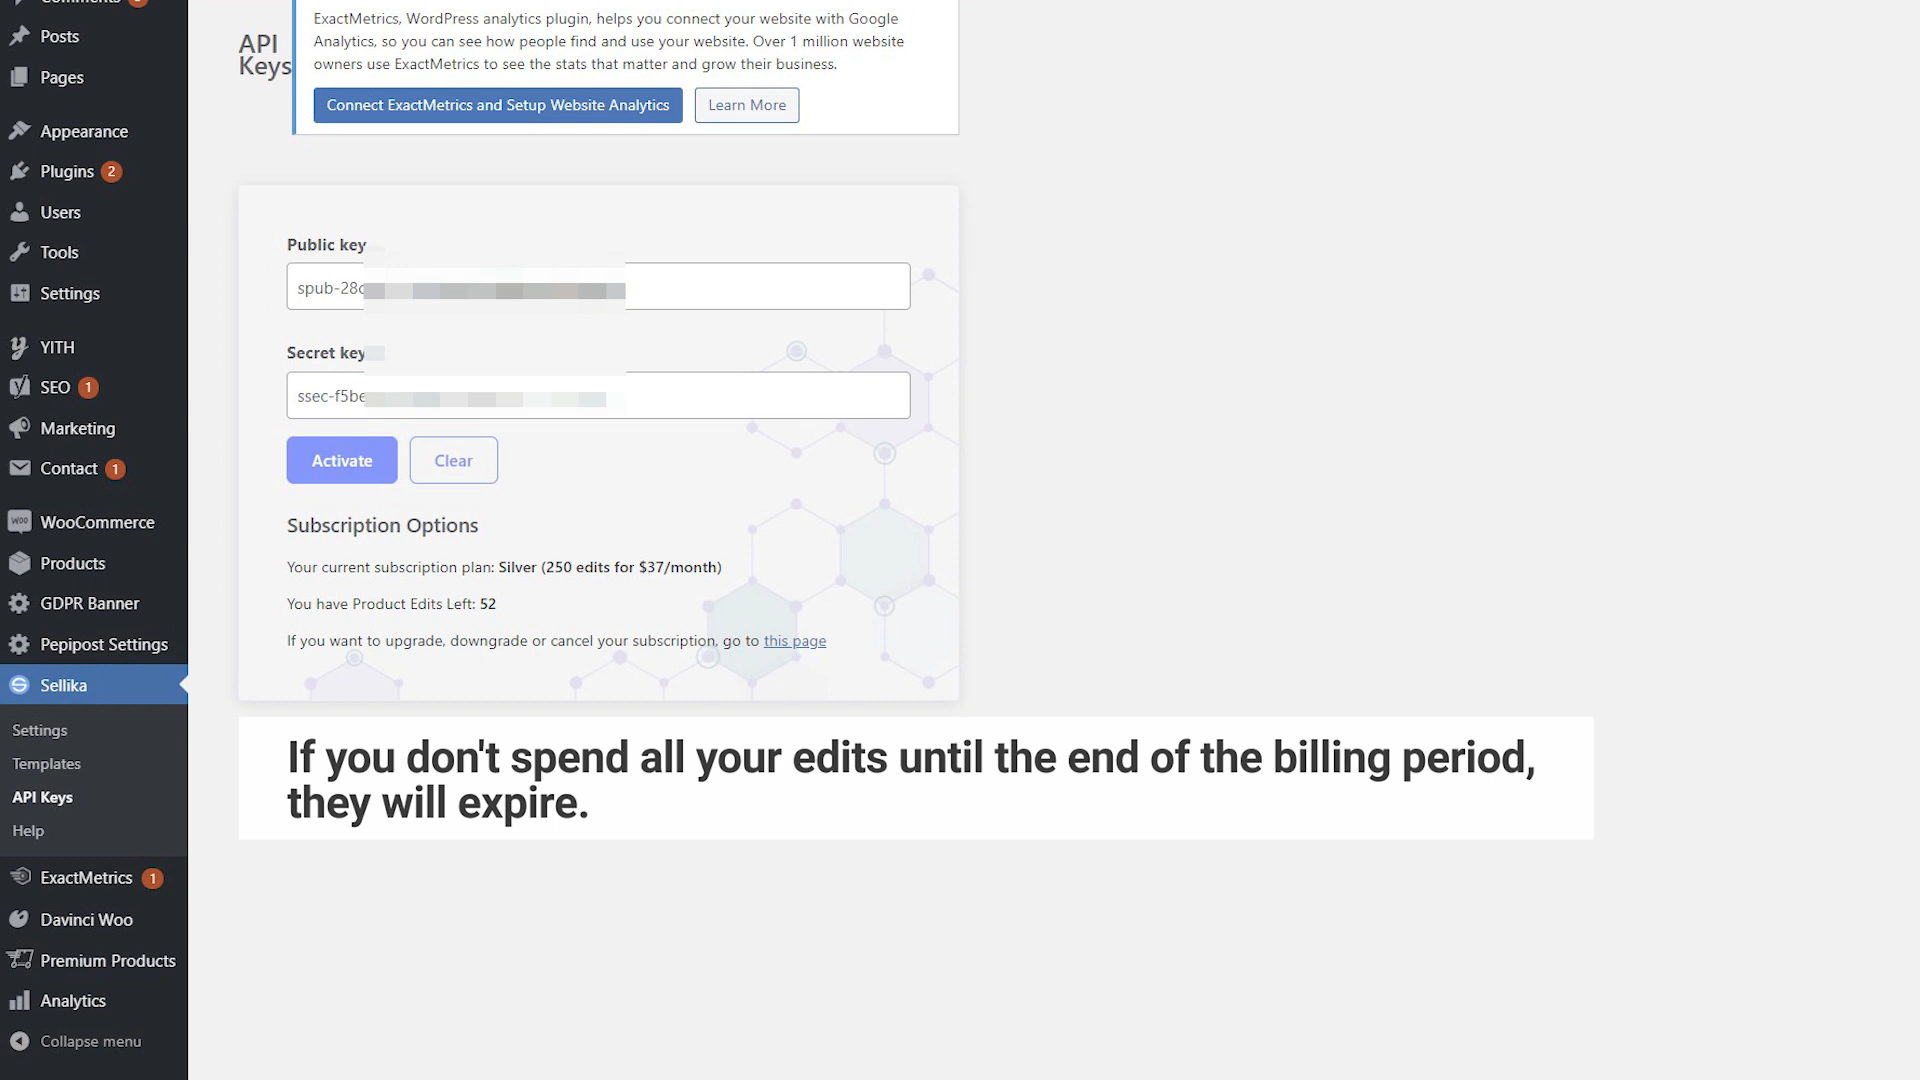 Comments
Posts
Pages
Appearance
Plugins 2
Users
Tools
Settings
YITH
SEO 1
Marketing
Contact 1
WooCommerce
Products
GDPR Banner
Pepipost Settings
Sellika
Settings
Templates
API Keys
Help
ExactMetrics 1
Davinci Woo
Premium Products
Analytics
Collapse menu
API
Keys
ExactMetrics, WordPress analytics plugin, helps you connect your website with Google
Analytics, so you can see how people find and use your website. Over 1 million website
owners use ExactMetrics to see the stats that matter and grow their business.
Connect ExactMetrics and Setup Website Analytics Learn More
Public key
spub-28
Secret key
ssec-f5be
Activate Clear
Subscription Options
Your current subscription plan: Silver (250 edits for $37/month)
You have Product Edits Left: 52
If you want to upgrade, downgrade or cancel your subscription, go to this page
If you don't spend all your edits until the end of the billing period,
they will expire.